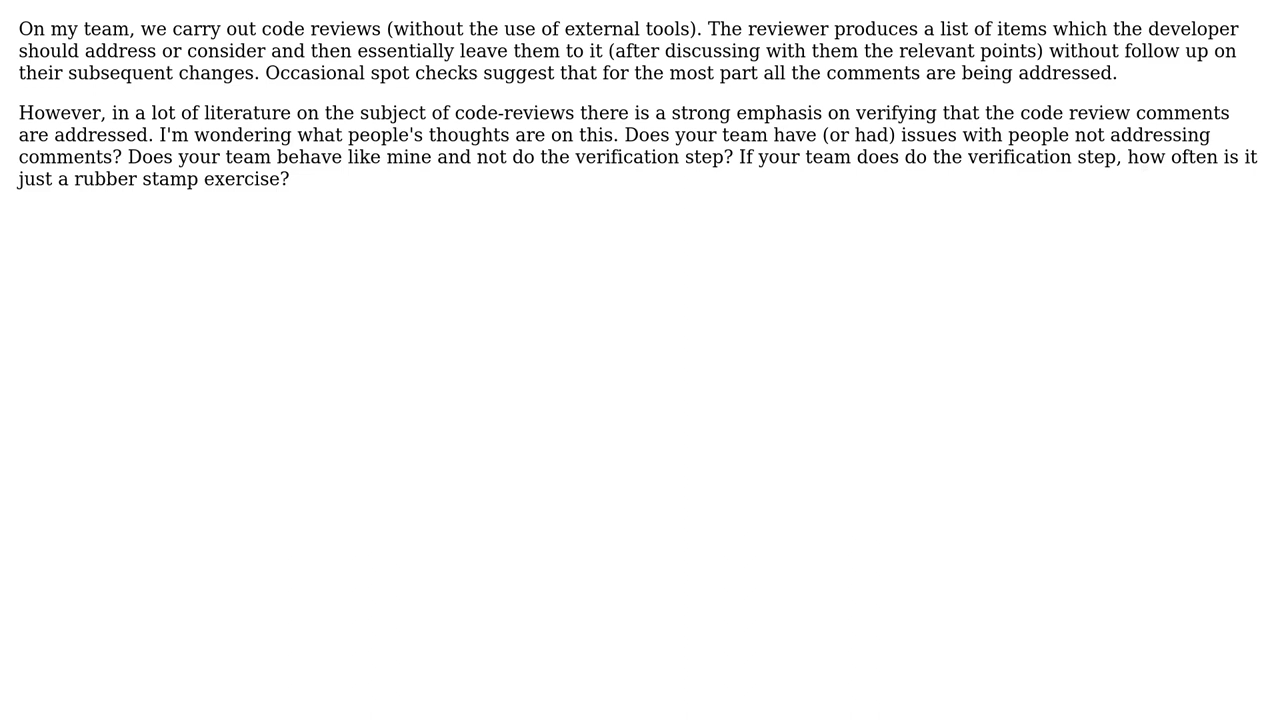 On my team, we carry out code reviews (without the use of external tools). The reviewer produces a list of items which the developer
should address or consider and then essentially leave them to it (after discussing with them the relevant points) without follow up on
their subsequent changes. Occasional spot checks suggest that for the most part all the comments are being addressed.
However, in a lot of literature on the subject of code-reviews there is a strong emphasis on verifying that the code review comments
are addressed. I'm wondering what people's thoughts are on this. Does your team have (or had) issues with people not addressing
comments? Does your team behave like mine and not do the verification step? If your team does do the verification step, how often is it
just a rubber stamp exercise?